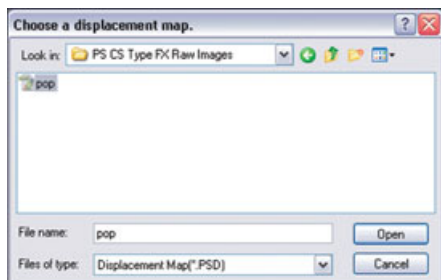 Choose a displacement map.
Look in: PS CS Type FX Raw Images
pop
File name: pop Open
Files of type: Displacement Map(*.PSD) Cancel